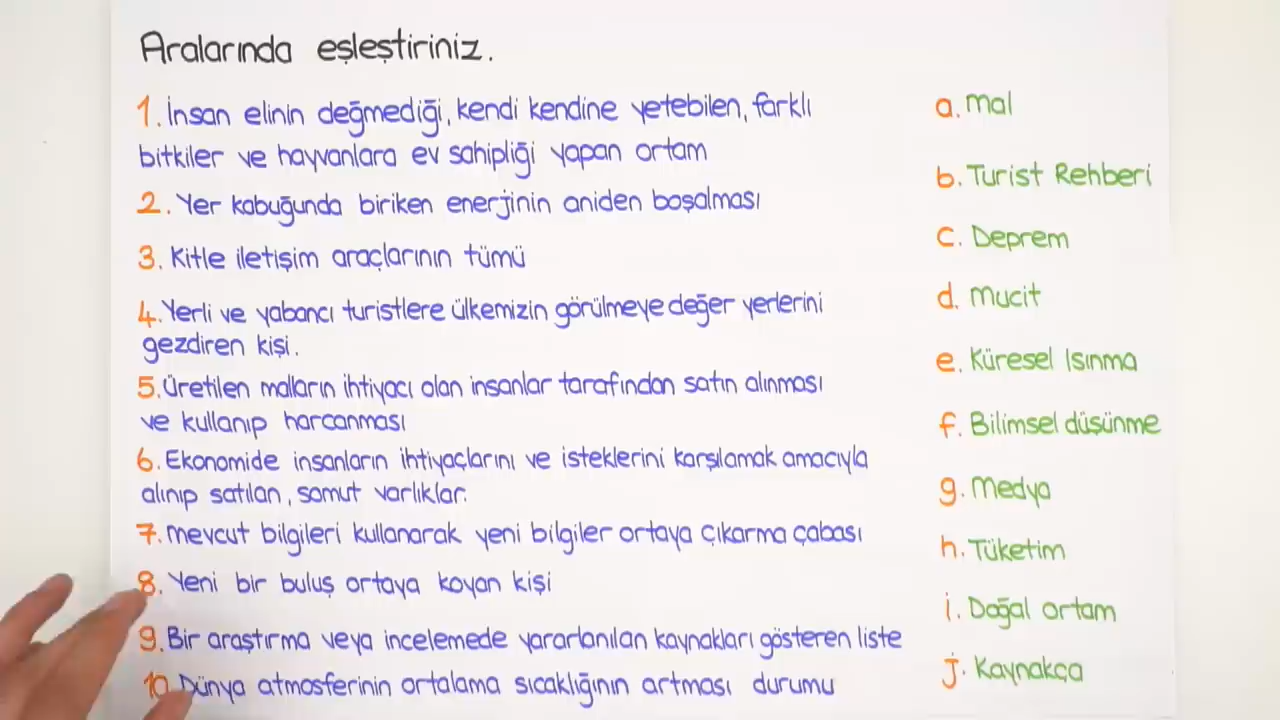 Aralarında eşleştiriniz.
1. İnsan elinin değmediği, kendi kendine yetebilen, farklı
bitkiler ve hayvanlara ev sahipliği yapan ortam
2. Yer kabuğunda biriken enerjinin aniden boşalması
3. Kitle iletişim araçlarının tümü
4. Yerli ve yabancı turistlere ülkemizin görülmeye değer yerlerini
gezdiren kişi.
5. Üretilen malların ihtiyacı olan insanlar tarafından satın alınması
ve kullanıp harcanması
6. Ekonomide insanların ihtiyaçlarını ve isteklerini karşılamak amacıyla
alınıp satılan, somut varlıklar.
7. Mevcut bilgileri kullanarak yeni bilgiler ortaya çıkarma çabası
8. Yeni bir buluş ortaya koyan kişi
9. Bir araştırma veya incelemede yararlanılan kaynakları gösteren liste
10. Dünya atmosferinin ortalama sıcaklığının artması durumu
a. Mal
b. Turist Rehberi
c. Deprem
d. Mucit
e. Küresel Isınma
f. Bilimsel düşünme
g. Medya
h. Tüketim
i. Doğal ortam
j. Kaynakça